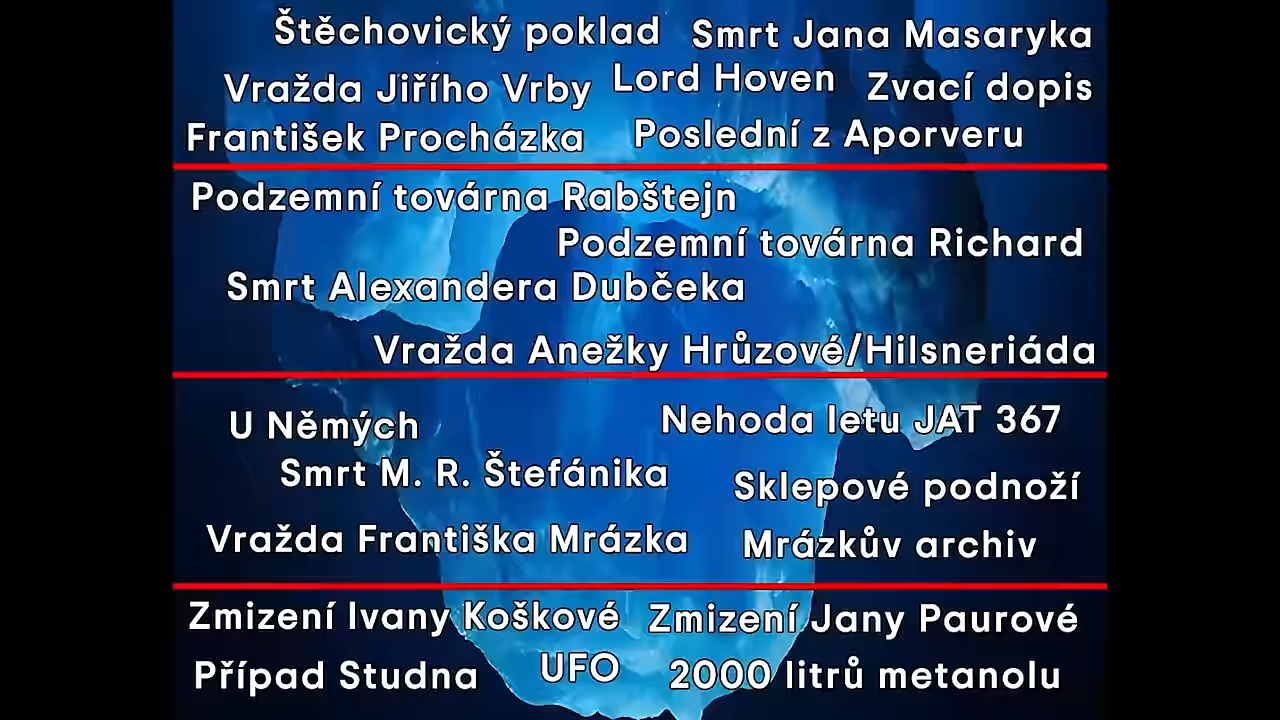 Štěchovický poklad
Smrt Jana Masaryka
Vražda Jiřího Vrby
Lord Hoven
Zvací dopis
František Procházka
Poslední z Aporveru
Podzemní továrna Rabštejn
Podzemní továrna Richard
Smrt Alexandera Dubčeka
Vražda Anežky Hrůzové/Hilsneriáda
U Němých
Nehoda letu JAT 367
Smrt M. R. Štefánika
Sklepové podnoží
Vražda Františka Mrázka
Mrázkův archiv
Zmizení Ivany Koškové
Zmizení Jany Paurové
Případ Studna
UFO
2000 litrů metanolu